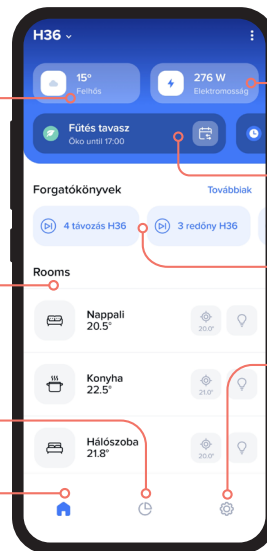 H36
15°
Felhős
276 W
Elektromosság
Fűtés tavasz
Öko until 17:00
Forgatókönyvek
Továbbiak
4 távozás H36
3 redőny H36
Rooms
Nappali
20.5°
20.0°
Konyha
22.5°
21.0°
Hálószoba
21.8°
20.0°